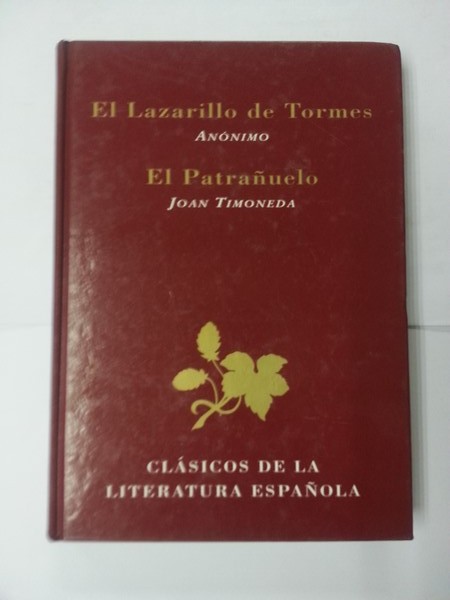 El Lazarillo de Tormes
ANÓNIMO
El Patrañuelo
JOAN TIMONEDA
CLÁSICOS DE LA
LITERATURA ESPAÑOLA